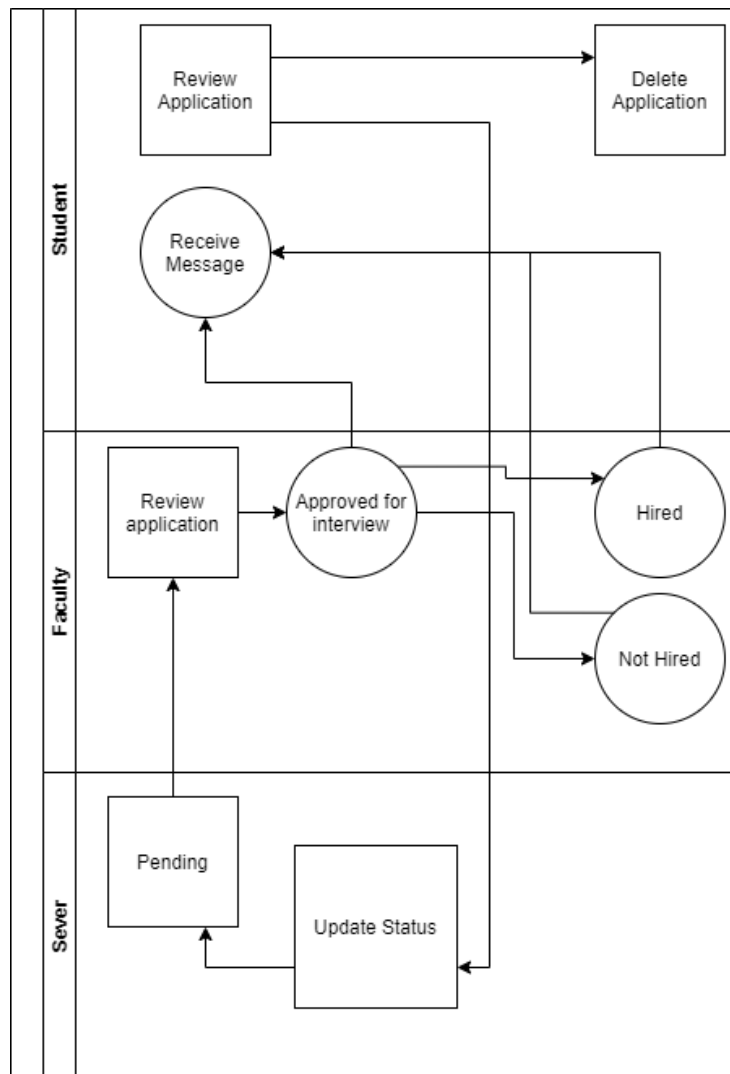 Student
Review
Application
Delete
Application
Receive
Message
Faculty
Review
application
Approved for
interview
Hired
Not Hired
Sever
Pending
Update Status